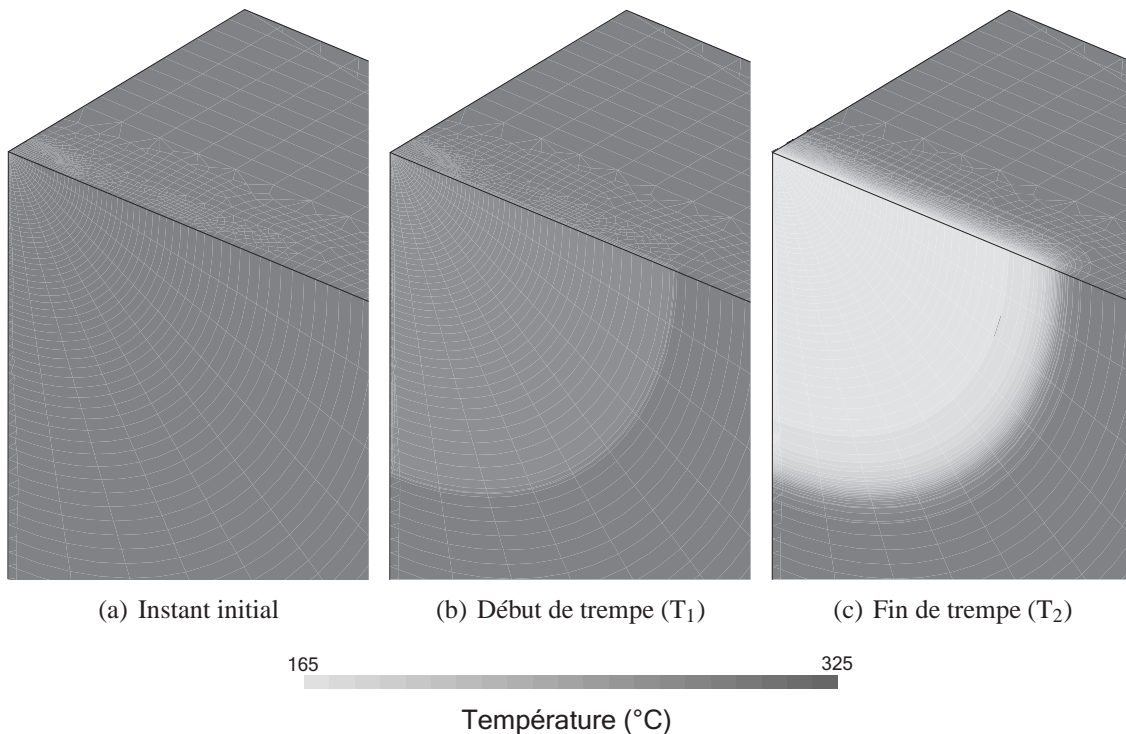 (a) Instant initial
(b) Début de trempe (T₁)
(c) Fin de trempe (T₂)
165 325
Température (°C)